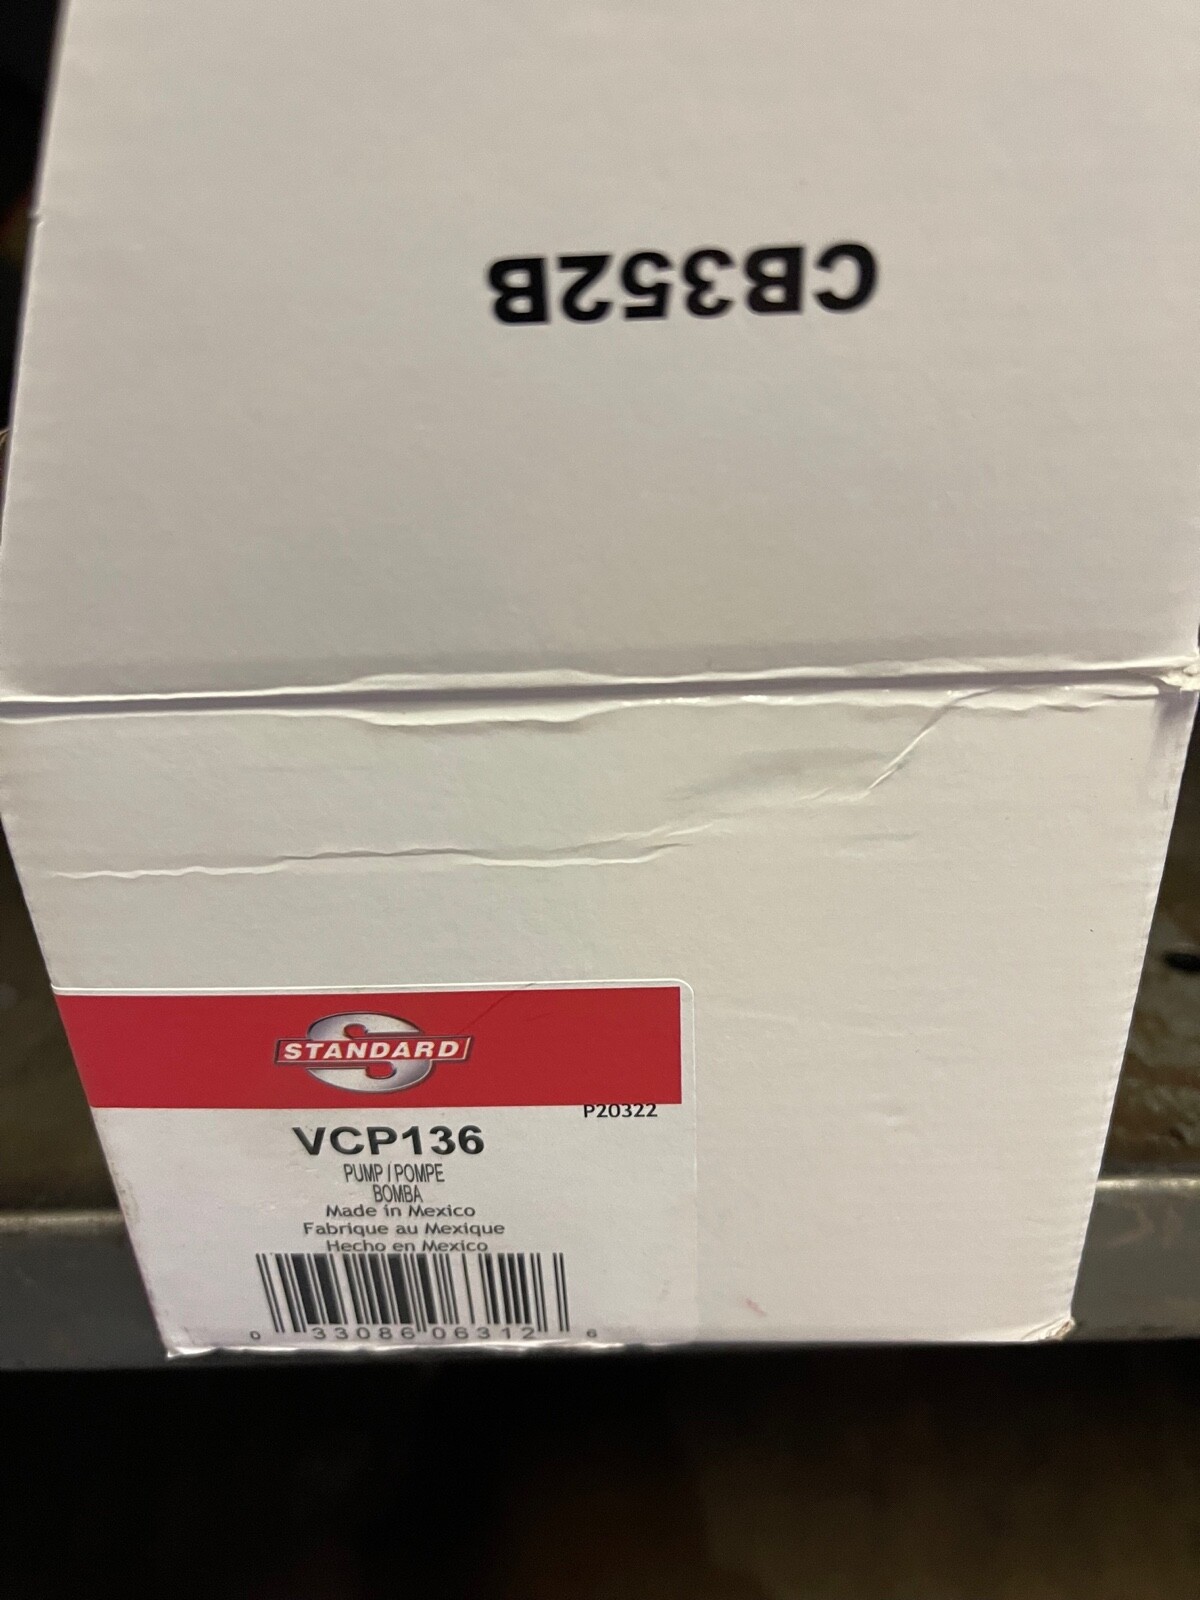 CB352B
STANDARD
P20322
VCP136
PUMP / POMPE
BOMBA
Made in Mexico
Fabrique au Mexique
Hecho en Mexico
0 33086 06312 6